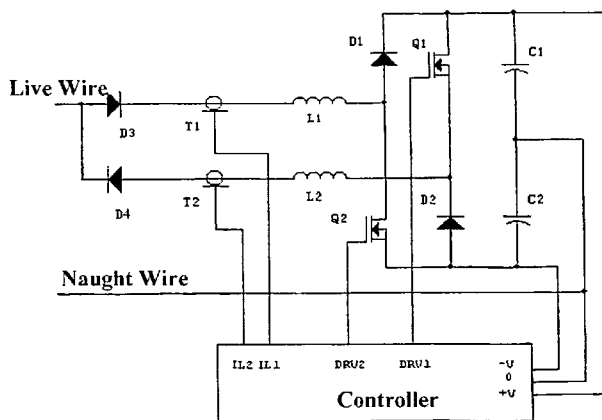 D1 Q1 C1
Live Wire
D3 T1 L1
D4 T2 L2 Q2 D2 C2
Naught Wire
IL2 IL1 DRV2 DRV1 -V
0
+V
Controller